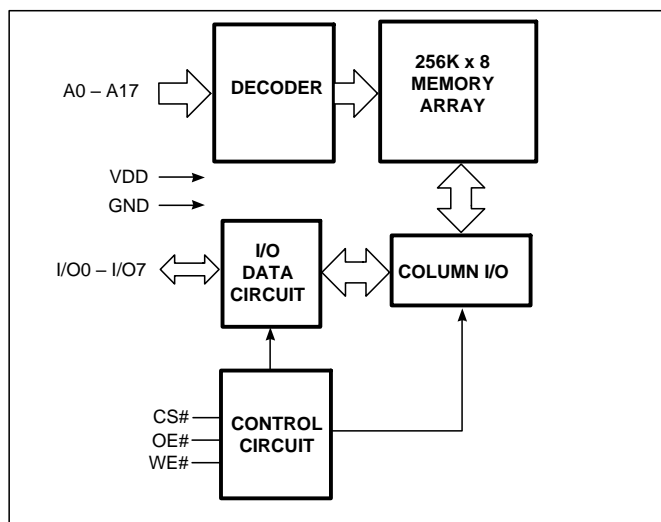 A0 – A17
DECODER
256K x 8
MEMORY
ARRAY
VDD
GND
I/O0 – I/O7
I/O
DATA
CIRCUIT
COLUMN I/O
CS#
OE#
WE#
CONTROL
CIRCUIT